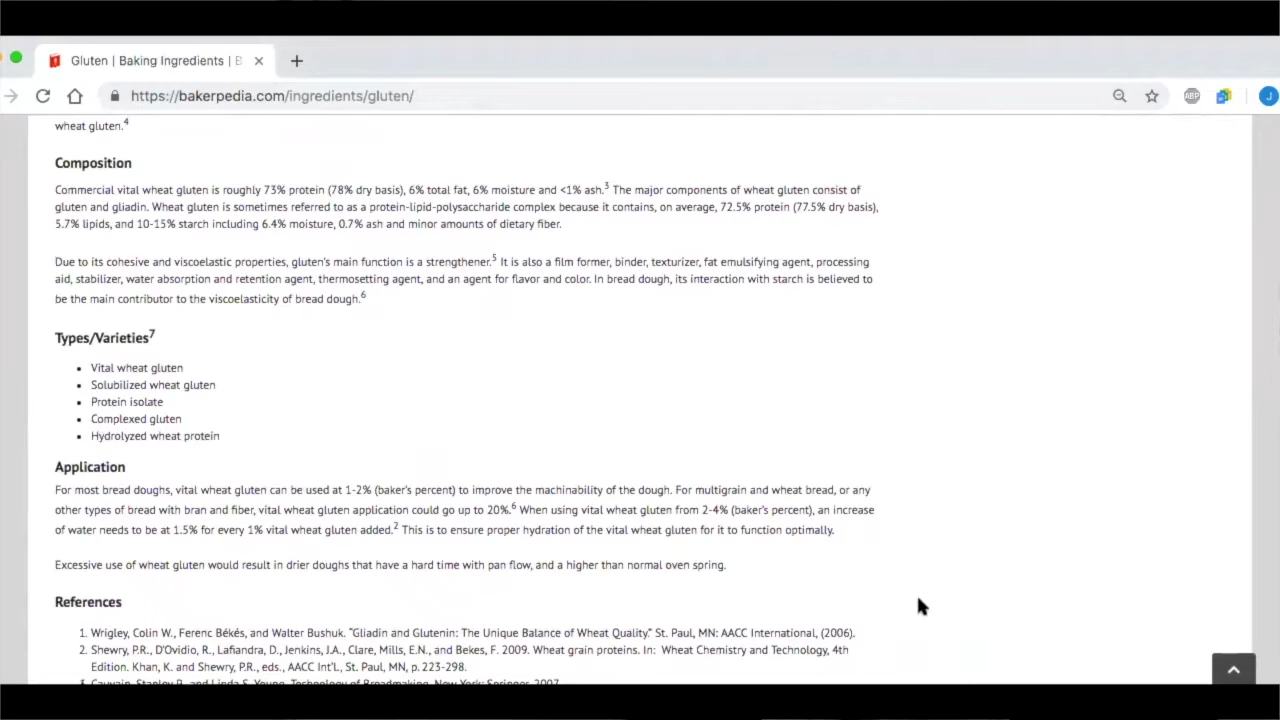 Gluten | Baking Ingredients | B
https://bakerpedia.com/ingredients/gluten/
ABP
J
wheat gluten.4
Composition
Commercial vital wheat gluten is roughly 73% protein (78% dry basis), 6% total fat, 6% moisture and <1% ash.3 The major components of wheat gluten consist of
gluten and gliadin. Wheat gluten is sometimes referred to as a protein-lipid-polysaccharide complex because it contains, on average, 72.5% protein (77.5% dry basis),
5.7% lipids, and 10-15% starch including 6.4% moisture, 0.7% ash and minor amounts of dietary fiber.
Due to its cohesive and viscoelastic properties, gluten's main function is a strengthener.5 It is also a film former, binder, texturizer, fat emulsifying agent, processing
aid, stabilizer, water absorption and retention agent, thermosetting agent, and an agent for flavor and color. In bread dough, its interaction with starch is believed to
be the main contributor to the viscoelasticity of bread dough.6
Types/Varieties7
• Vital wheat gluten
• Solubilized wheat gluten
• Protein isolate
• Complexed gluten
• Hydrolyzed wheat protein
Application
For most bread doughs, vital wheat gluten can be used at 1-2% (baker's percent) to improve the machinability of the dough. For multigrain and wheat bread, or any
other types of bread with bran and fiber, vital wheat gluten application could go up to 20%.6 When using vital wheat gluten from 2-4% (baker's percent), an increase
of water needs to be at 1.5% for every 1% vital wheat gluten added.2 This is to ensure proper hydration of the vital wheat gluten for it to function optimally.
Excessive use of wheat gluten would result in drier doughs that have a hard time with pan flow, and a higher than normal oven spring.
References
1. Wrigley, Colin W., Ferenc Békés, and Walter Bushuk. “Gliadin and Glutenin: The Unique Balance of Wheat Quality.” St. Paul, MN: AACC International, (2006).
2. Shewry, P.R., D'Ovidio, R., Lafiandra, D., Jenkins, J.A., Clare, Mills, E.N., and Bekes, F. 2009. Wheat grain proteins. In: Wheat Chemistry and Technology, 4th
Edition. Khan, K. and Shewry, P.R., eds., AACC Int'l., St. Paul, MN, p. 223-298.
3. Cauvain, Stanley P., and Linda S. Young. Technology of Breadmaking. New York: Springer, 2007.